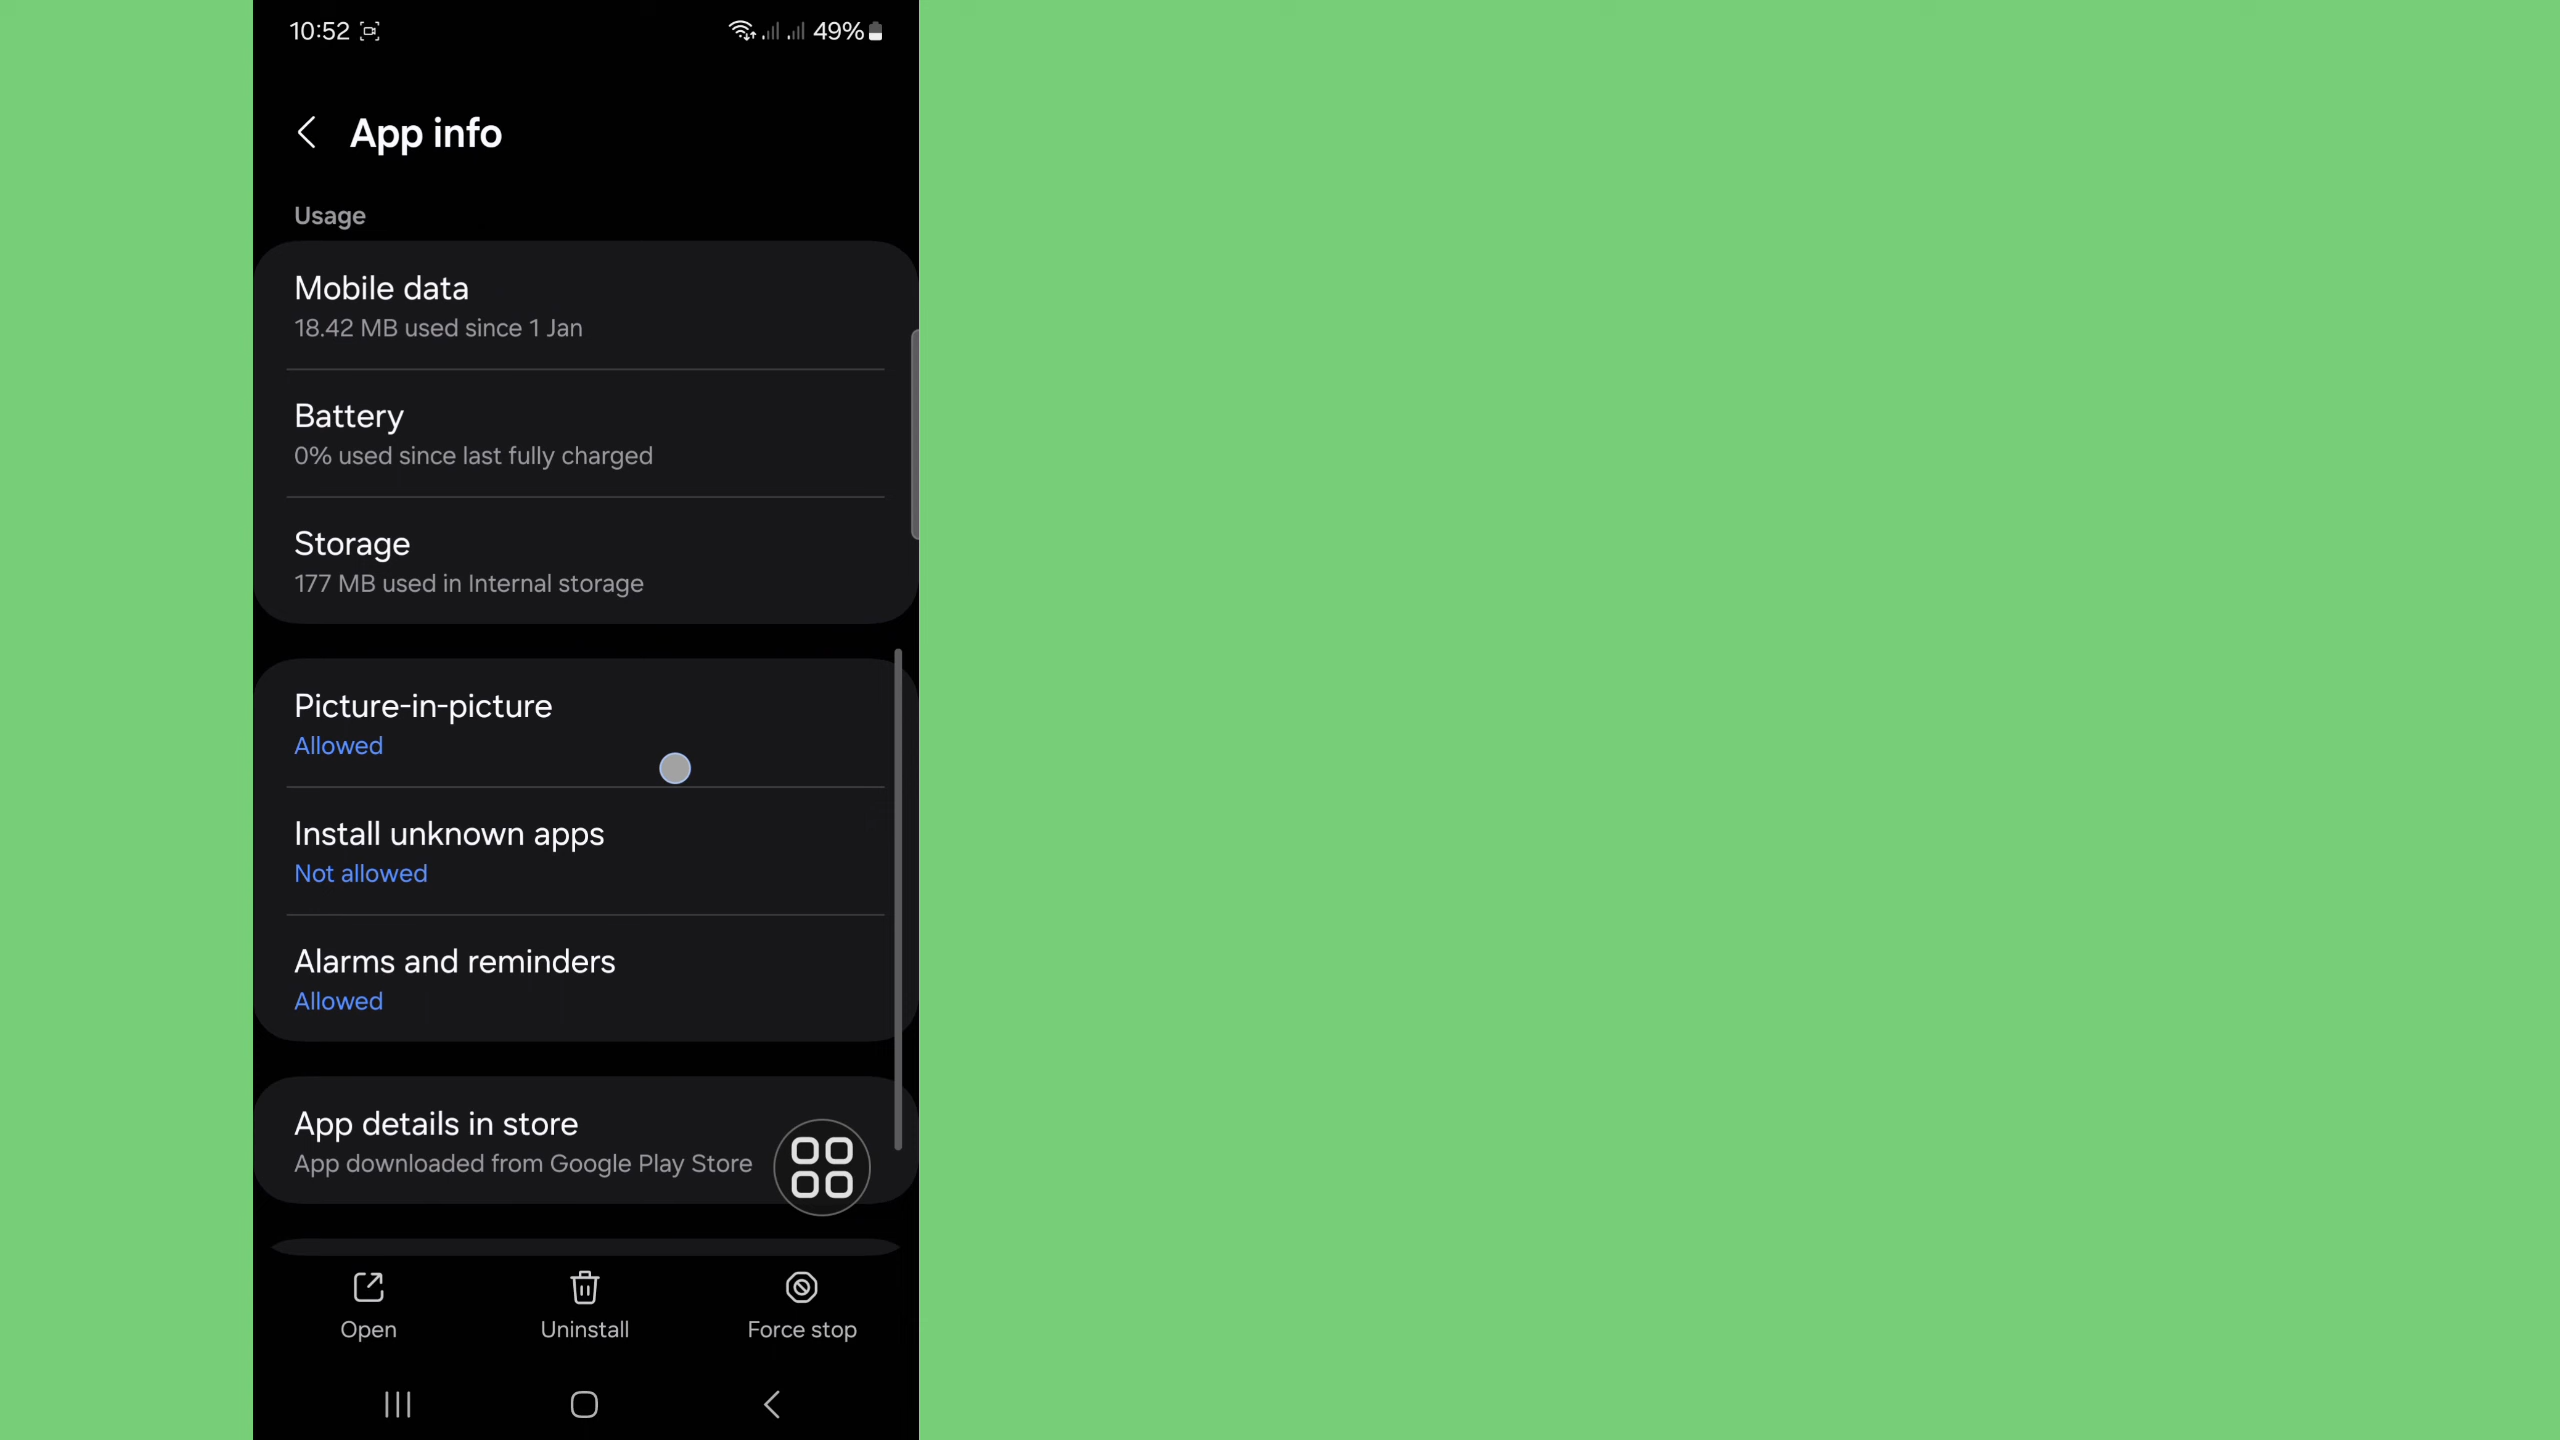 10:52
49%
App info
Usage
Mobile data
18.42 MB used since 1 Jan
Battery
0% used since last fully charged
Storage
177 MB used in Internal storage
Picture-in-picture
Allowed
Install unknown apps
Not allowed
Alarms and reminders
Allowed
App details in store
App downloaded from Google Play Store
Open
Uninstall
Force stop